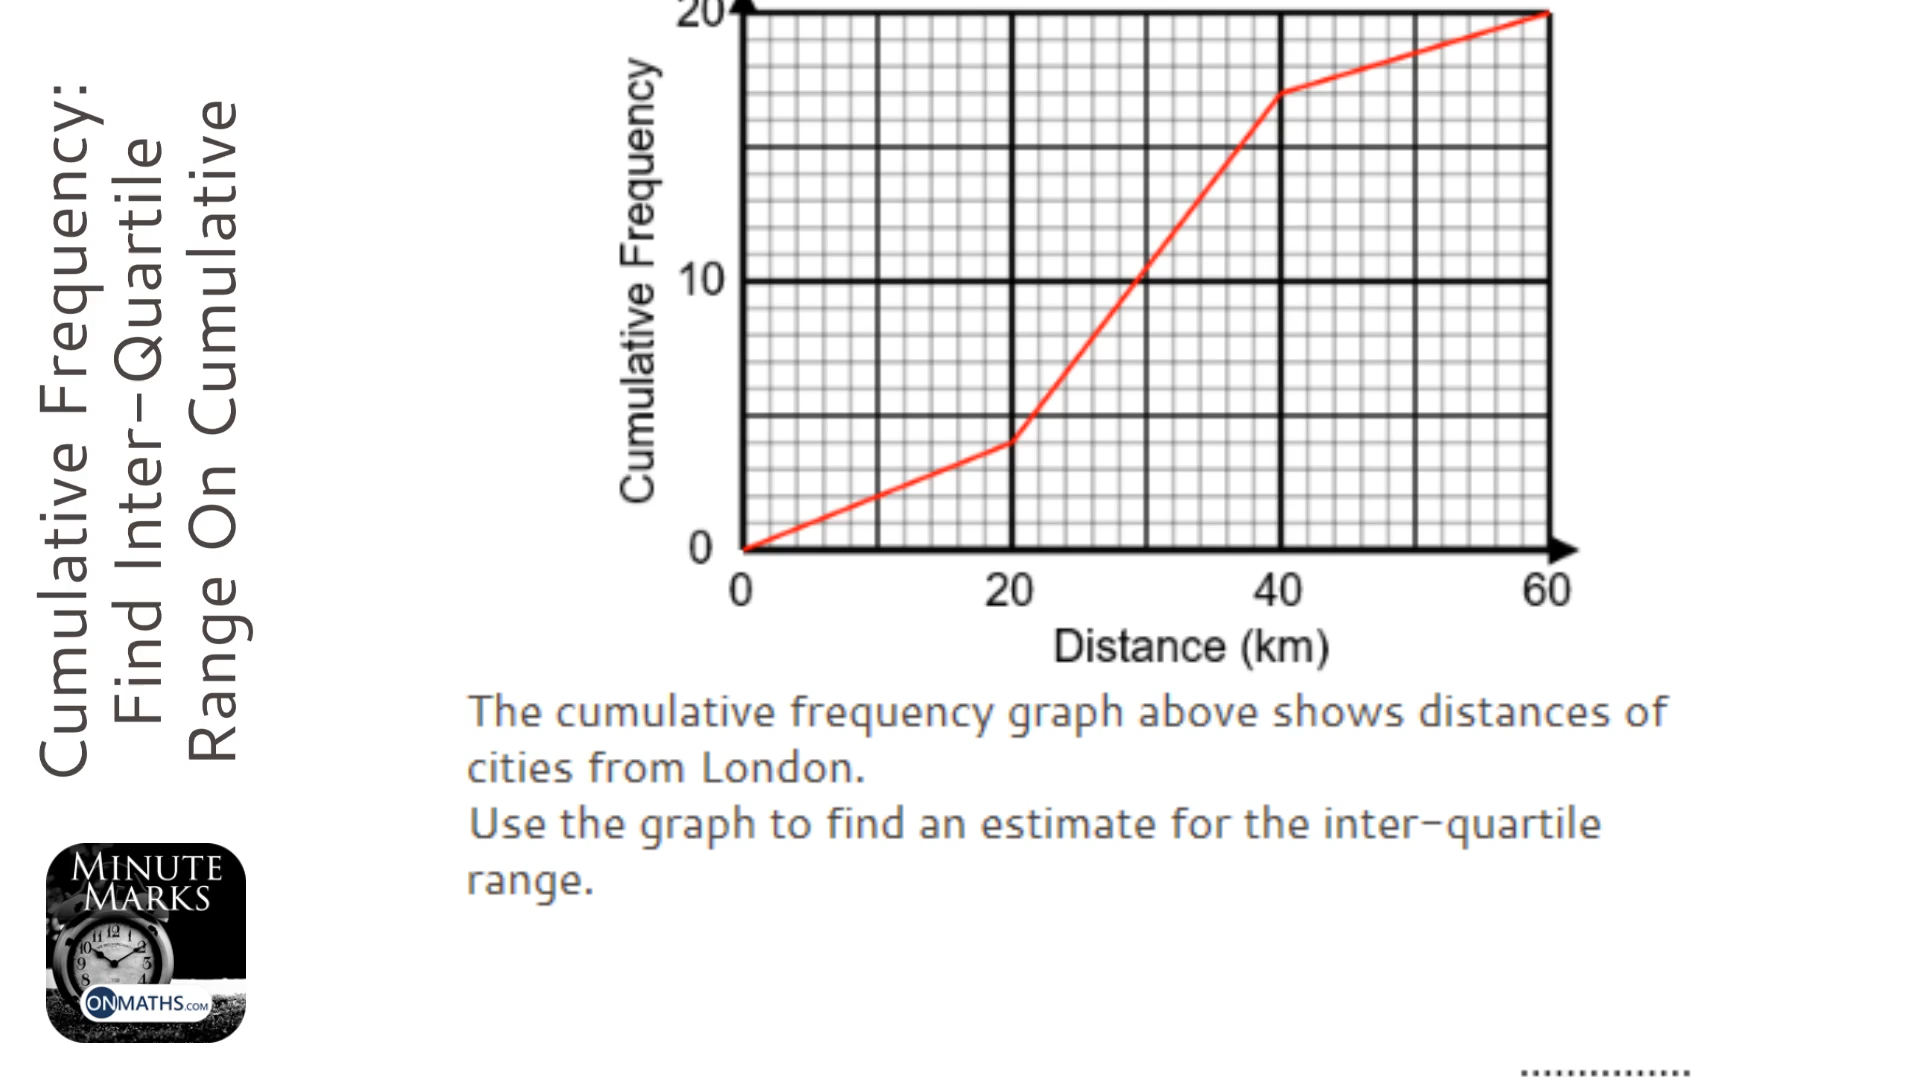 Cumulative Frequency:
Find Inter-Quartile
Range On Cumulative
MINUTE
MARKS
ONMATHS.COM
20
10
0
Cumulative Frequency
0 20 40 60
Distance (km)
The cumulative frequency graph above shows distances of
cities from London.
Use the graph to find an estimate for the inter-quartile
range.
...............